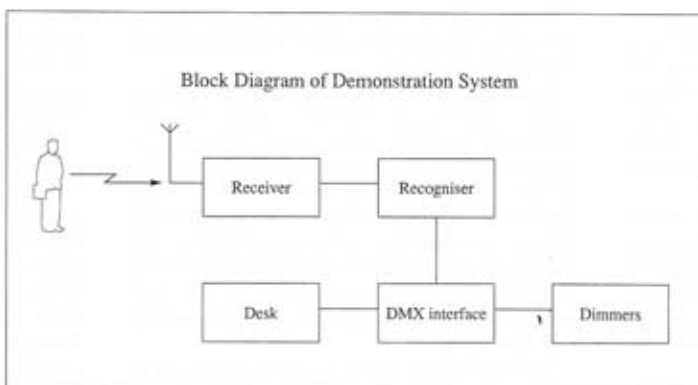 Block Diagram of Demonstration System
Receiver
Recogniser
Desk
DMX interface
Dimmers